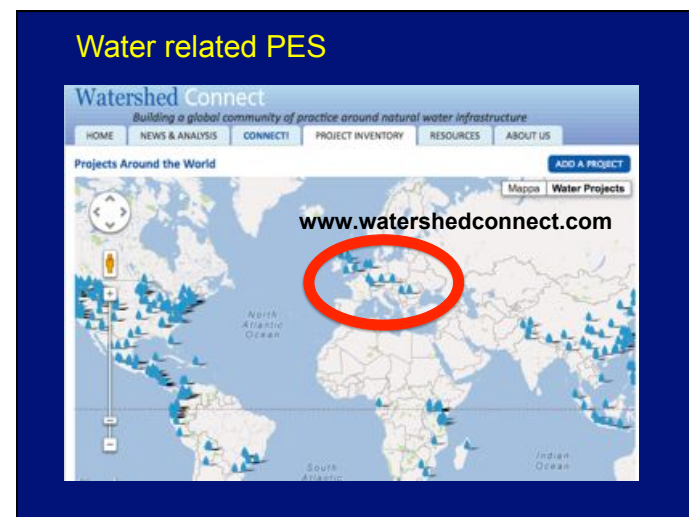 Water related PES
Watershed Connect
Building a global community of practice around natural water infrastructure
HOME NEWS & ANALYSIS CONNECT! PROJECT INVENTORY RESOURCES ABOUT US
Projects Around the World ADD A PROJECT
Mappa Water Projects
www.watershedconnect.com
North
Atlantic
Ocean
Indian
Ocean
South
Atlantic